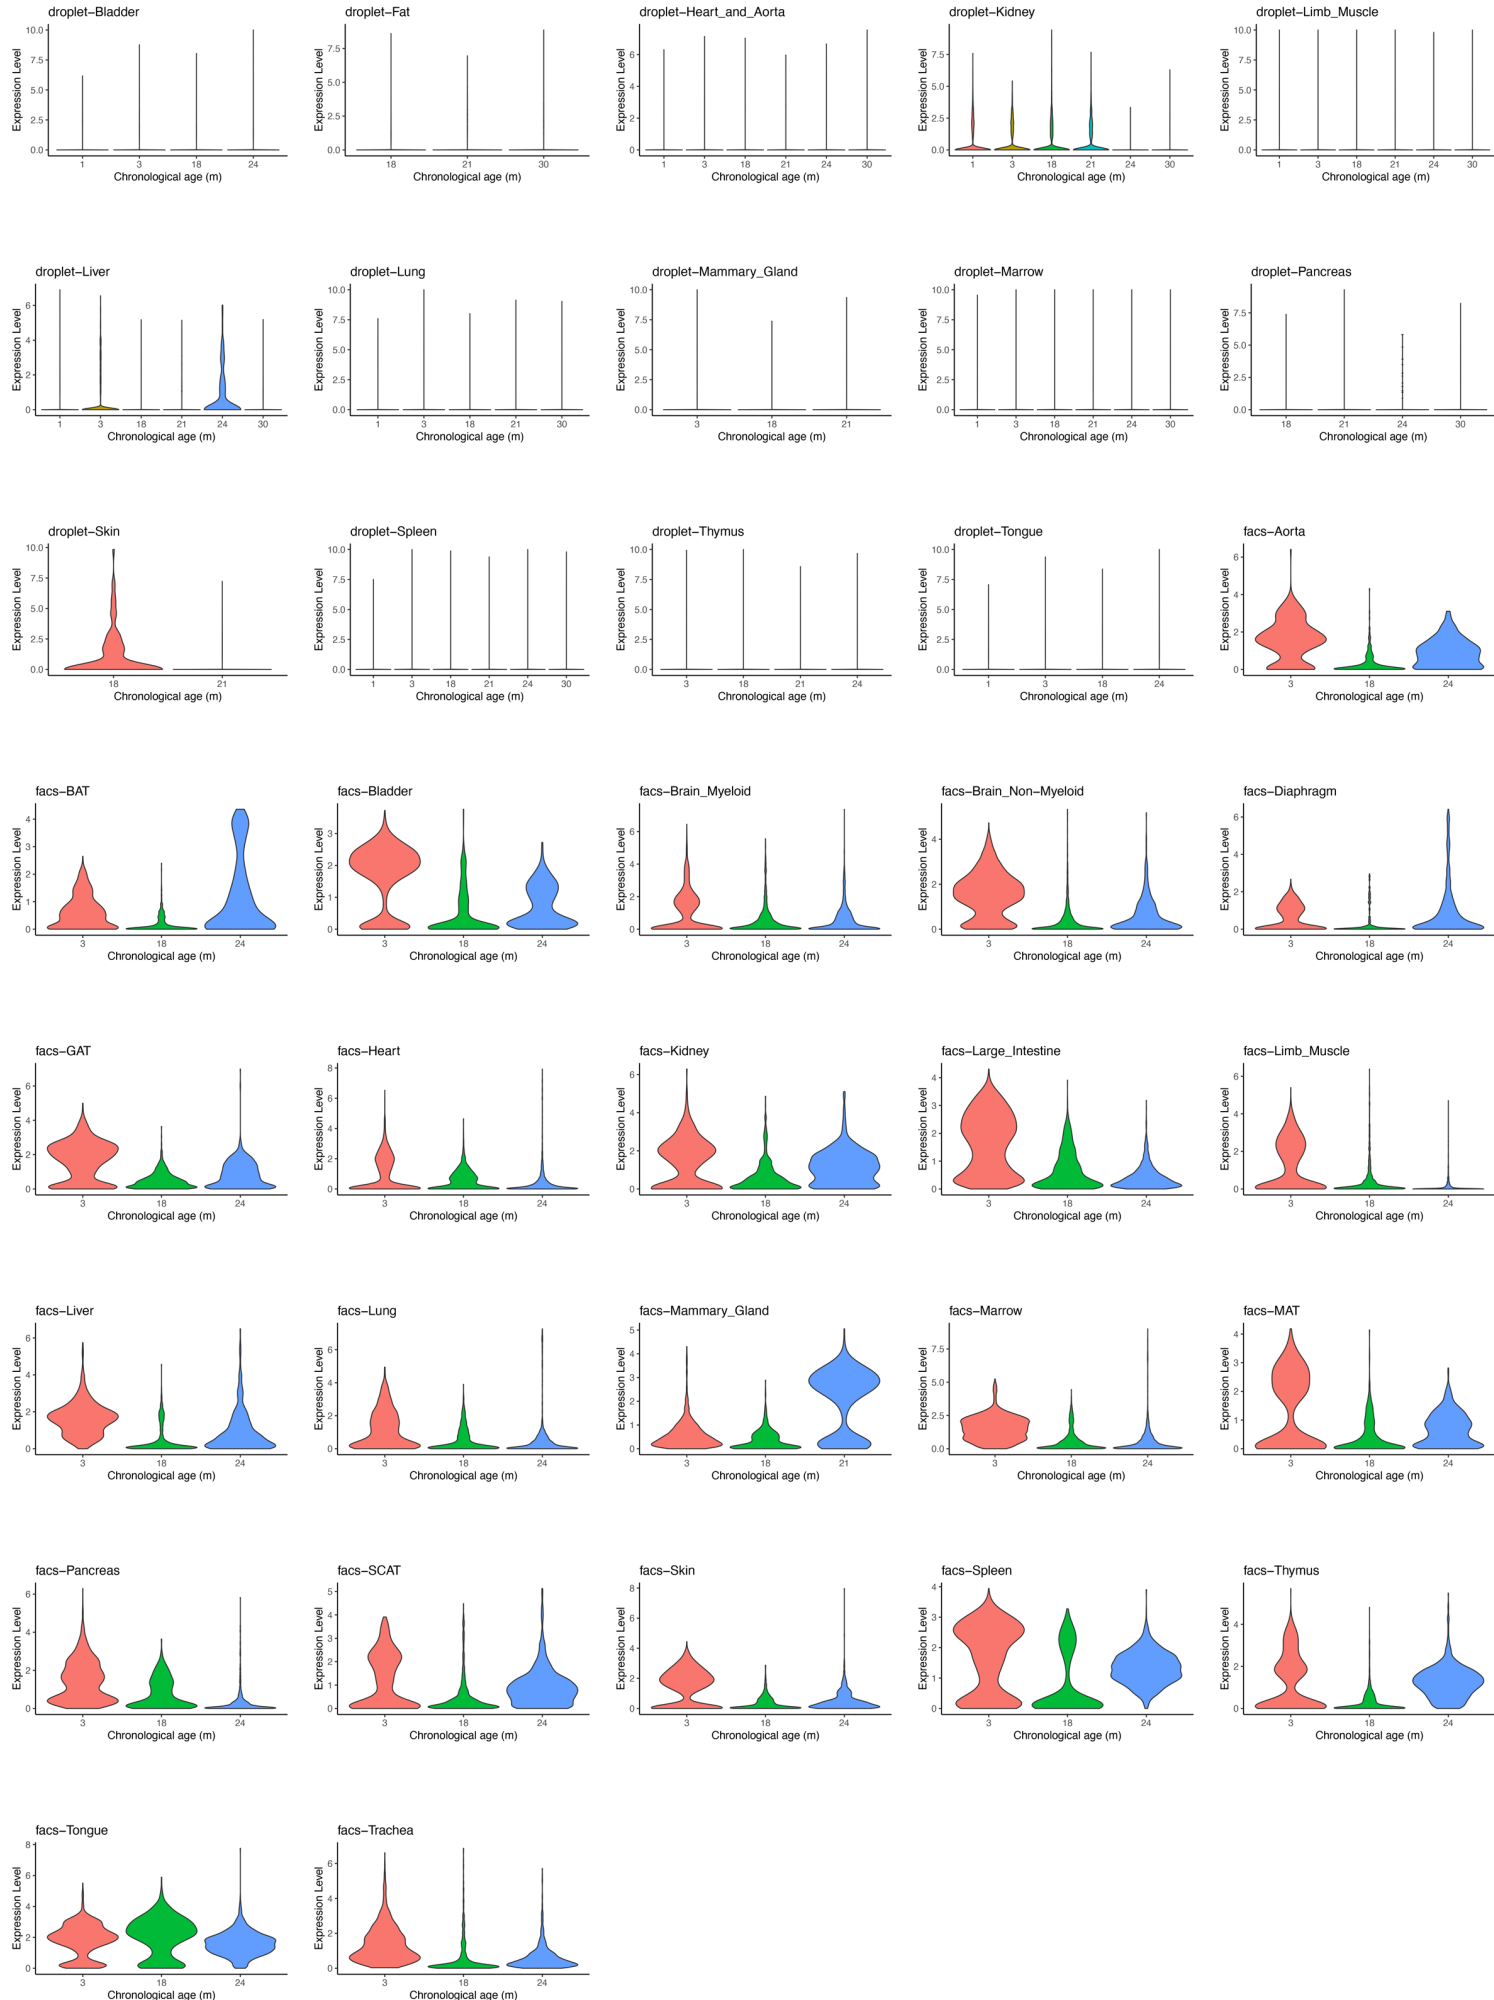 droplet−Bladder
Expression Level
10.0
7.5
5.0
2.5
0.0
1 3 18 24
Chronological age (m)
droplet−Fat
Expression Level
7.5
5.0
2.5
0.0
18 21 30
Chronological age (m)
droplet−Heart_and_Aorta
Expression Level
6
4
2
0
1 3 18 21 24 30
Chronological age (m)
droplet−Kidney
Expression Level
7.5
5.0
2.5
0.0
1 3 18 21 24 30
Chronological age (m)
droplet−Limb_Muscle
Expression Level
10.0
7.5
5.0
2.5
0.0
1 3 18 21 24 30
Chronological age (m)
droplet−Liver
Expression Level
6
4
2
0
1 3 18 21 24 30
Chronological age (m)
droplet−Lung
Expression Level
10.0
7.5
5.0
2.5
0.0
1 3 18 21 30
Chronological age (m)
droplet−Mammary_Gland
Expression Level
10.0
7.5
5.0
2.5
0.0
3 18 21
Chronological age (m)
droplet−Marrow
Expression Level
10.0
7.5
5.0
2.5
0.0
1 3 18 21 24 30
Chronological age (m)
droplet−Pancreas
Expression Level
7.5
5.0
2.5
0.0
18 21 24 30
Chronological age (m)
droplet−Skin
Expression Level
10.0
7.5
5.0
2.5
0.0
18 21
Chronological age (m)
droplet−Spleen
Expression Level
10.0
7.5
5.0
2.5
0.0
1 3 18 21 24 30
Chronological age (m)
droplet−Thymus
Expression Level
10.0
7.5
5.0
2.5
0.0
3 18 21 24
Chronological age (m)
droplet−Tongue
Expression Level
10.0
7.5
5.0
2.5
0.0
1 3 18 24
Chronological age (m)
facs−Aorta
Expression Level
6
4
2
0
3 18 24
Chronological age (m)
facs−BAT
Expression Level
4
3
2
1
0
3 18 24
Chronological age (m)
facs−Bladder
Expression Level
3
2
1
0
3 18 24
Chronological age (m)
facs−Brain_Myeloid
Expression Level
6
4
2
0
3 18 24
Chronological age (m)
facs−Brain_Non−Myeloid
Expression Level
4
2
0
3 18 24
Chronological age (m)
facs−Diaphragm
Expression Level
6
4
2
0
3 18 24
Chronological age (m)
facs−GAT
Expression Level
6
4
2
0
3 18 24
Chronological age (m)
facs−Heart
Expression Level
8
6
4
2
0
3 18 24
Chronological age (m)
facs−Kidney
Expression Level
6
4
2
0
3 18 24
Chronological age (m)
facs−Large_Intestine
Expression Level
4
3
2
1
0
3 18 24
Chronological age (m)
facs−Limb_Muscle
Expression Level
6
4
2
0
3 18 24
Chronological age (m)
facs−Liver
Expression Level
6
4
2
0
3 18 24
Chronological age (m)
facs−Lung
Expression Level
6
4
2
0
3 18 24
Chronological age (m)
facs−Mammary_Gland
Expression Level
5
4
3
2
1
0
3 18 21
Chronological age (m)
facs−Marrow
Expression Level
7.5
5.0
2.5
0.0
3 18 24
Chronological age (m)
facs−MAT
Expression Level
4
3
2
1
0
3 18 24
Chronological age (m)
facs−Pancreas
Expression Level
6
4
2
0
3 18 24
Chronological age (m)
facs−SCAT
Expression Level
5
4
3
2
1
0
3 18 24
Chronological age (m)
facs−Skin
Expression Level
8
6
4
2
0
3 18 24
Chronological age (m)
facs−Spleen
Expression Level
4
3
2
1
0
3 18 24
Chronological age (m)
facs−Thymus
Expression Level
4
2
0
3 18 24
Chronological age (m)
facs−Tongue
Expression Level
8
6
4
2
0
3 18 24
Chronological age (m)
facs−Trachea
Expression Level
6
4
2
0
3 18 24
Chronological age (m)